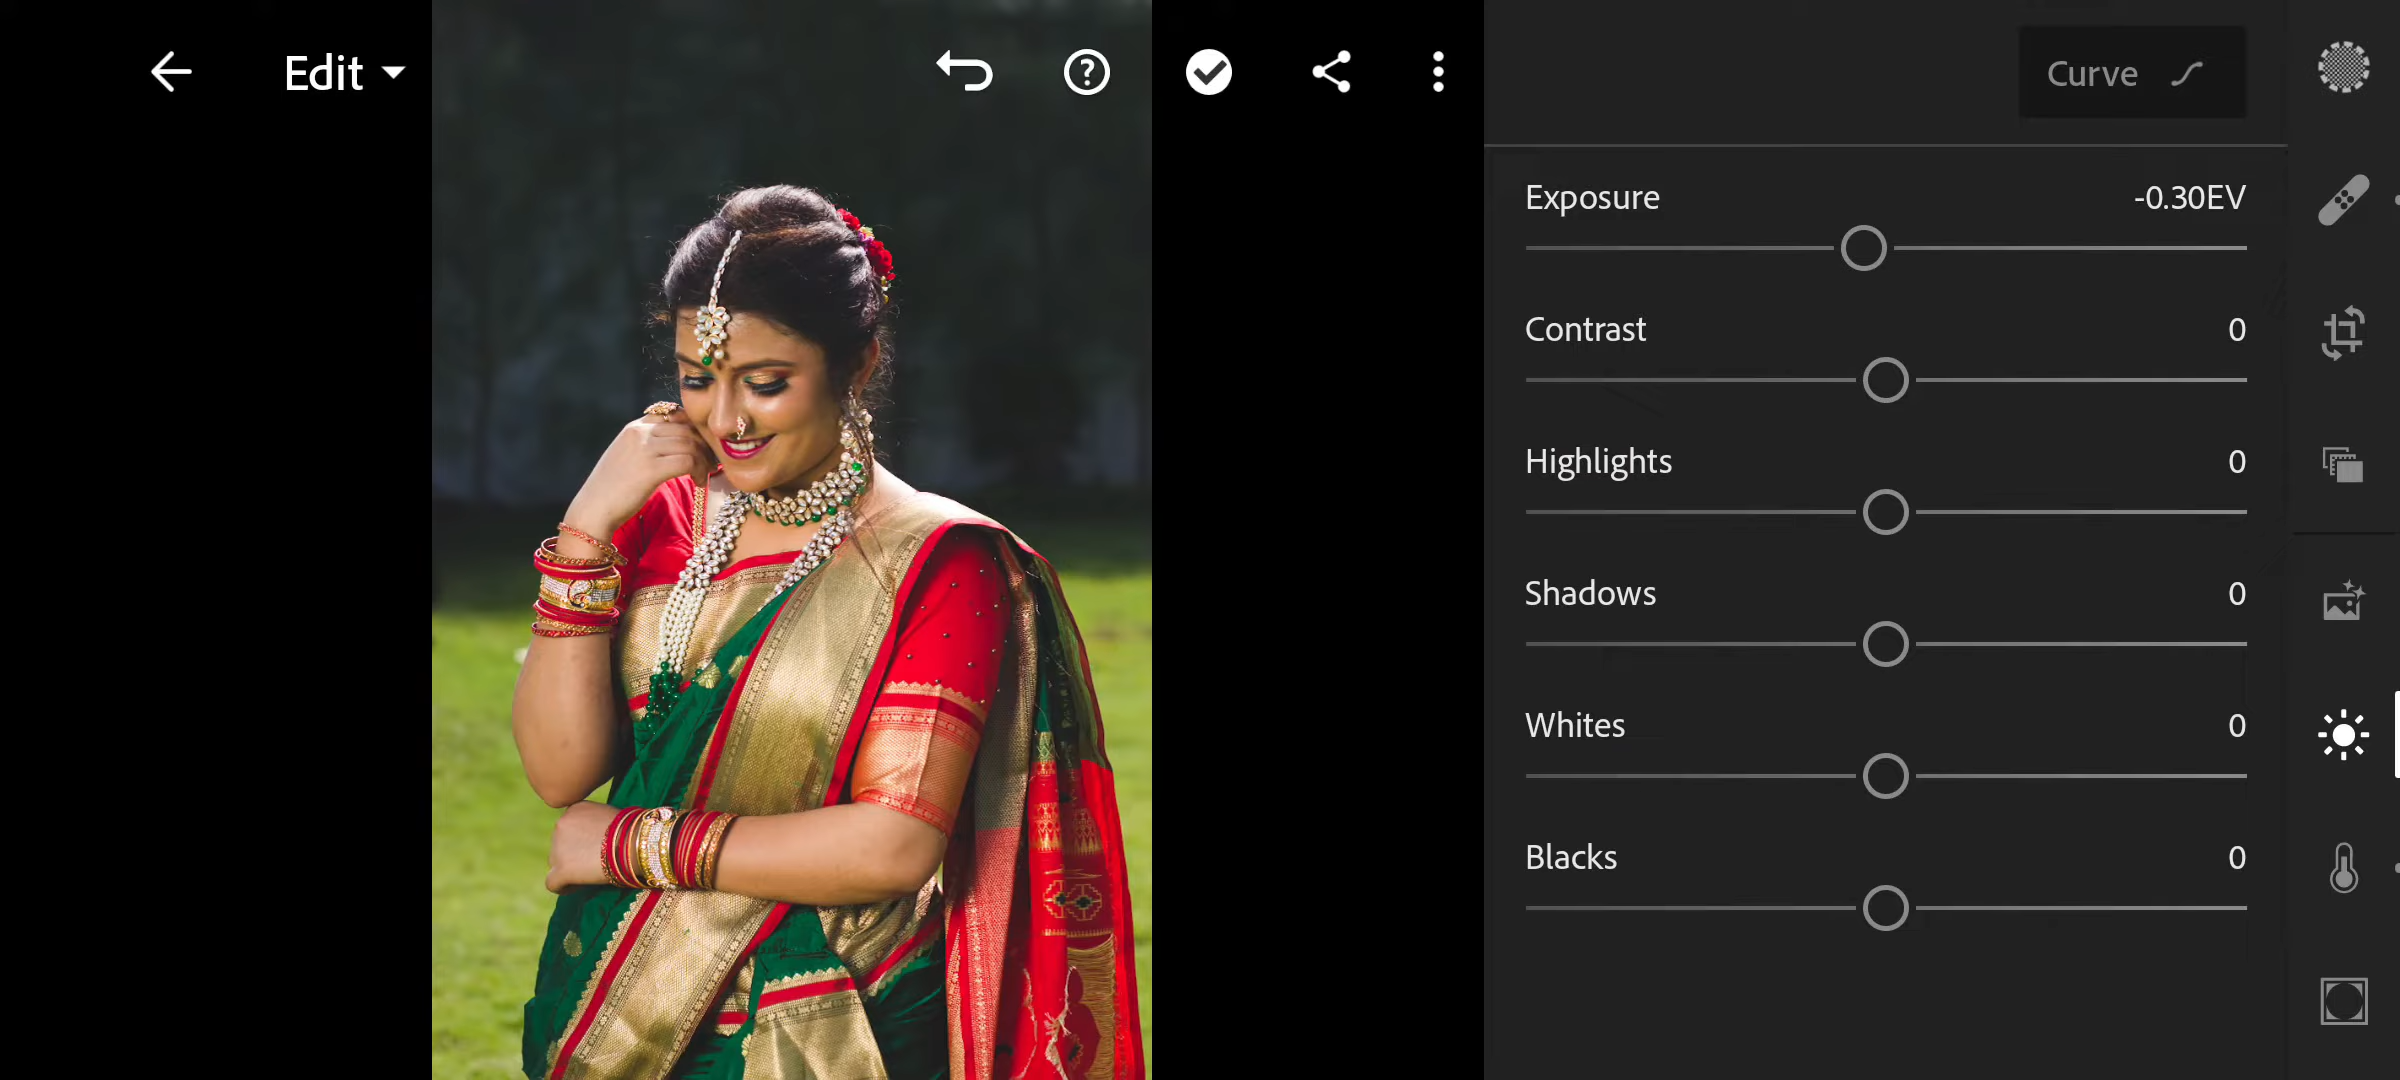 Edit
Curve
Exposure -0.30EV
Contrast 0
Highlights 0
Shadows 0
Whites 0
Blacks 0